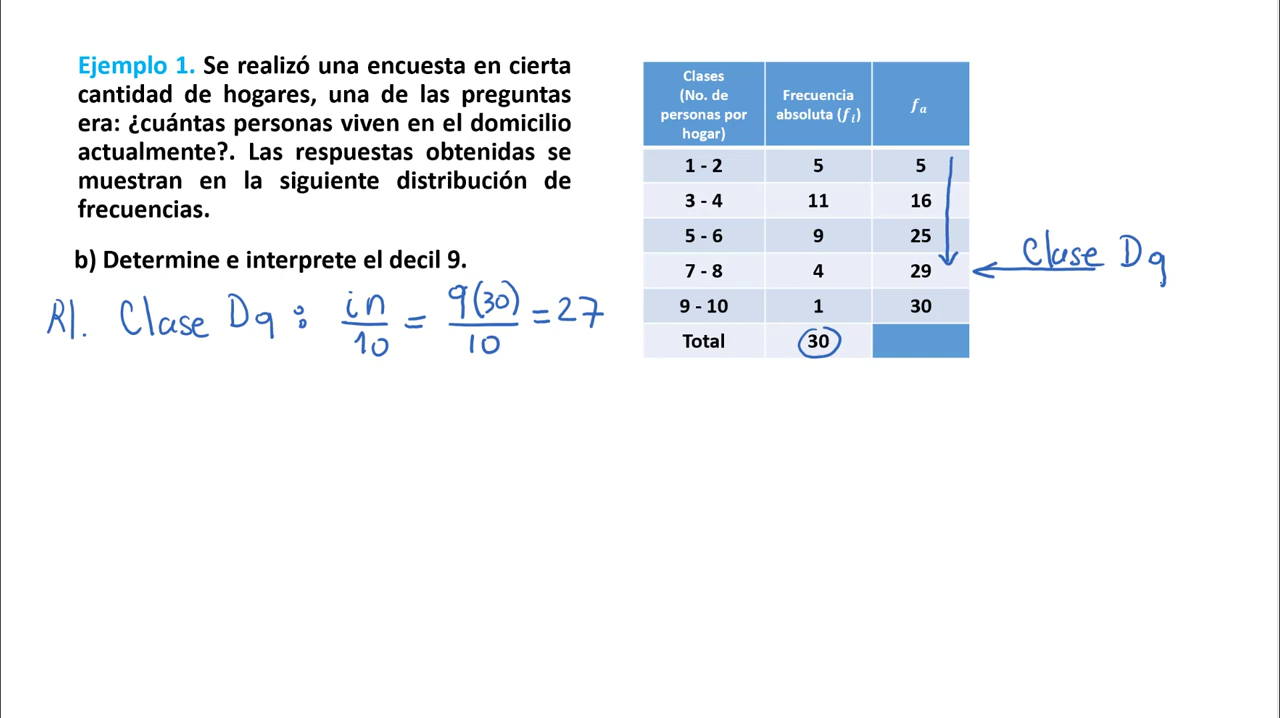 Ejemplo 1. Se realizó una encuesta en cierta
cantidad de hogares, una de las preguntas
era: ¿cuántas personas viven en el domicilio
actualmente?. Las respuestas obtenidas se
muestran en la siguiente distribución de
frecuencias.
b) Determine e interprete el decil 9.
R|. Clase D9 : in/10 = 9(30)/10 = 27
Clases
(No. de
personas por
hogar)
Frecuencia
absoluta (fi)
fa
1 - 2 5 5
3 - 4 11 16
5 - 6 9 25
7 - 8 4 29
9 - 10 1 30
Total 30
Clase D9